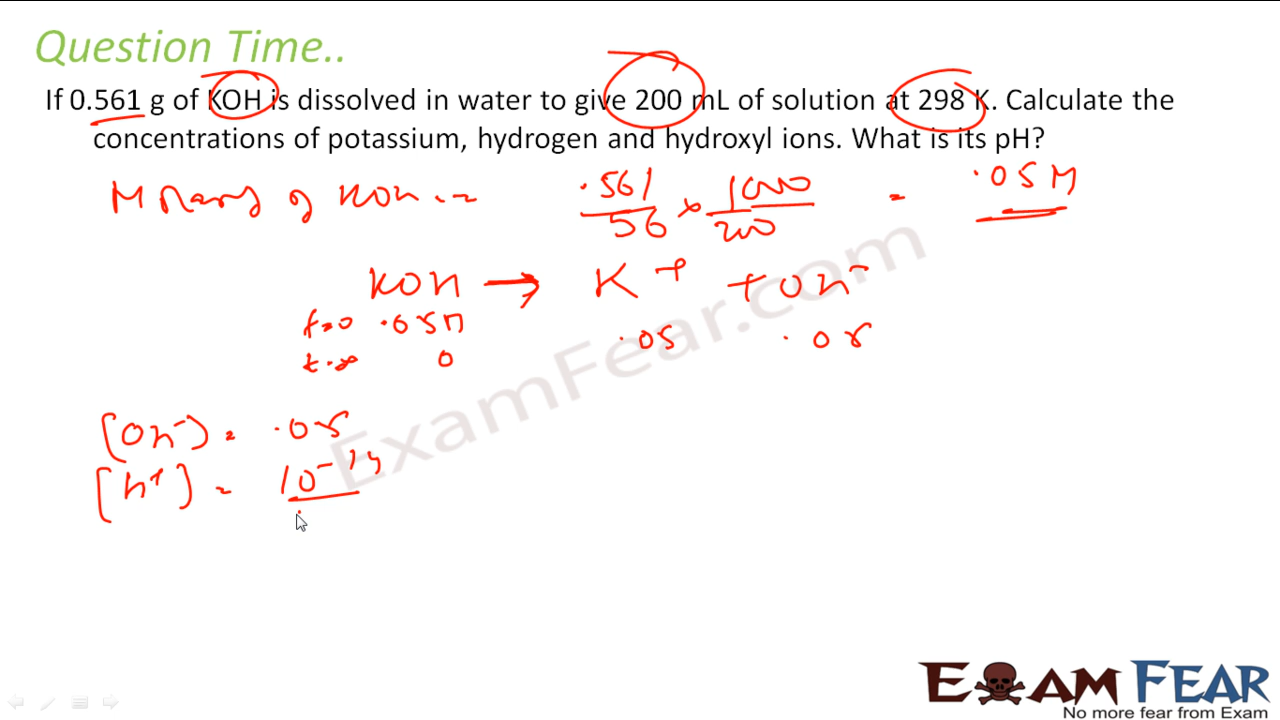 Question Time..
If 0.561 g of KOH is dissolved in water to give 200 mL of solution at 298 K. Calculate the
concentrations of potassium, hydrogen and hydroxyl ions. What is its pH?
of KOH = .561/56 × 1000/200 = .05 M
KOH → K+ + OH-
t=0 .05M .05 .05
t=∞ 0
[OH-] = .05
[H+] = 10-14
ExamFear.com
EXAM FEAR
No more fear from Exam